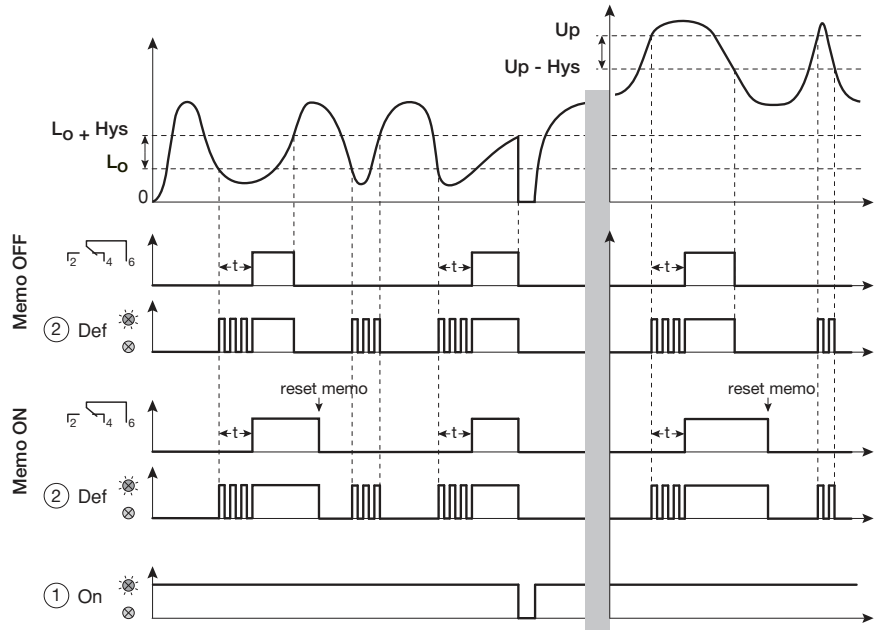 Up
Up - Hys
Lo + Hys
Lo
0
Memo OFF
2 4 6
t t t
2 Def
Memo ON
reset memo reset memo
2 4 6
t t t
2 Def
1 On